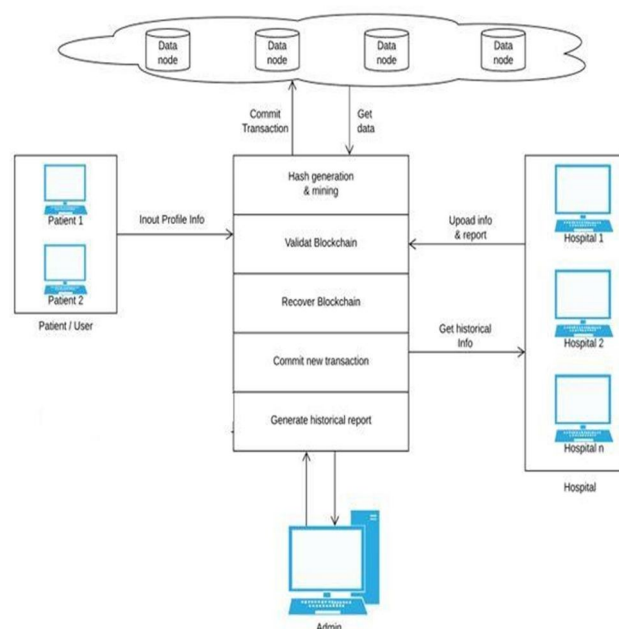 Data
node
Data
node
Data
node
Data
node
Commit
Transaction
Get
data
Hash generation
& mining
Validat Blockchain
Recover Blockchain
Commit new transaction
Generate historical report
Patient 1
Patient 2
Patient / User
Inout Profile Info
Upoad info
& report
Get historical
Info
Hospital 1
Hospital 2
Hospital n
Hospital
Admin